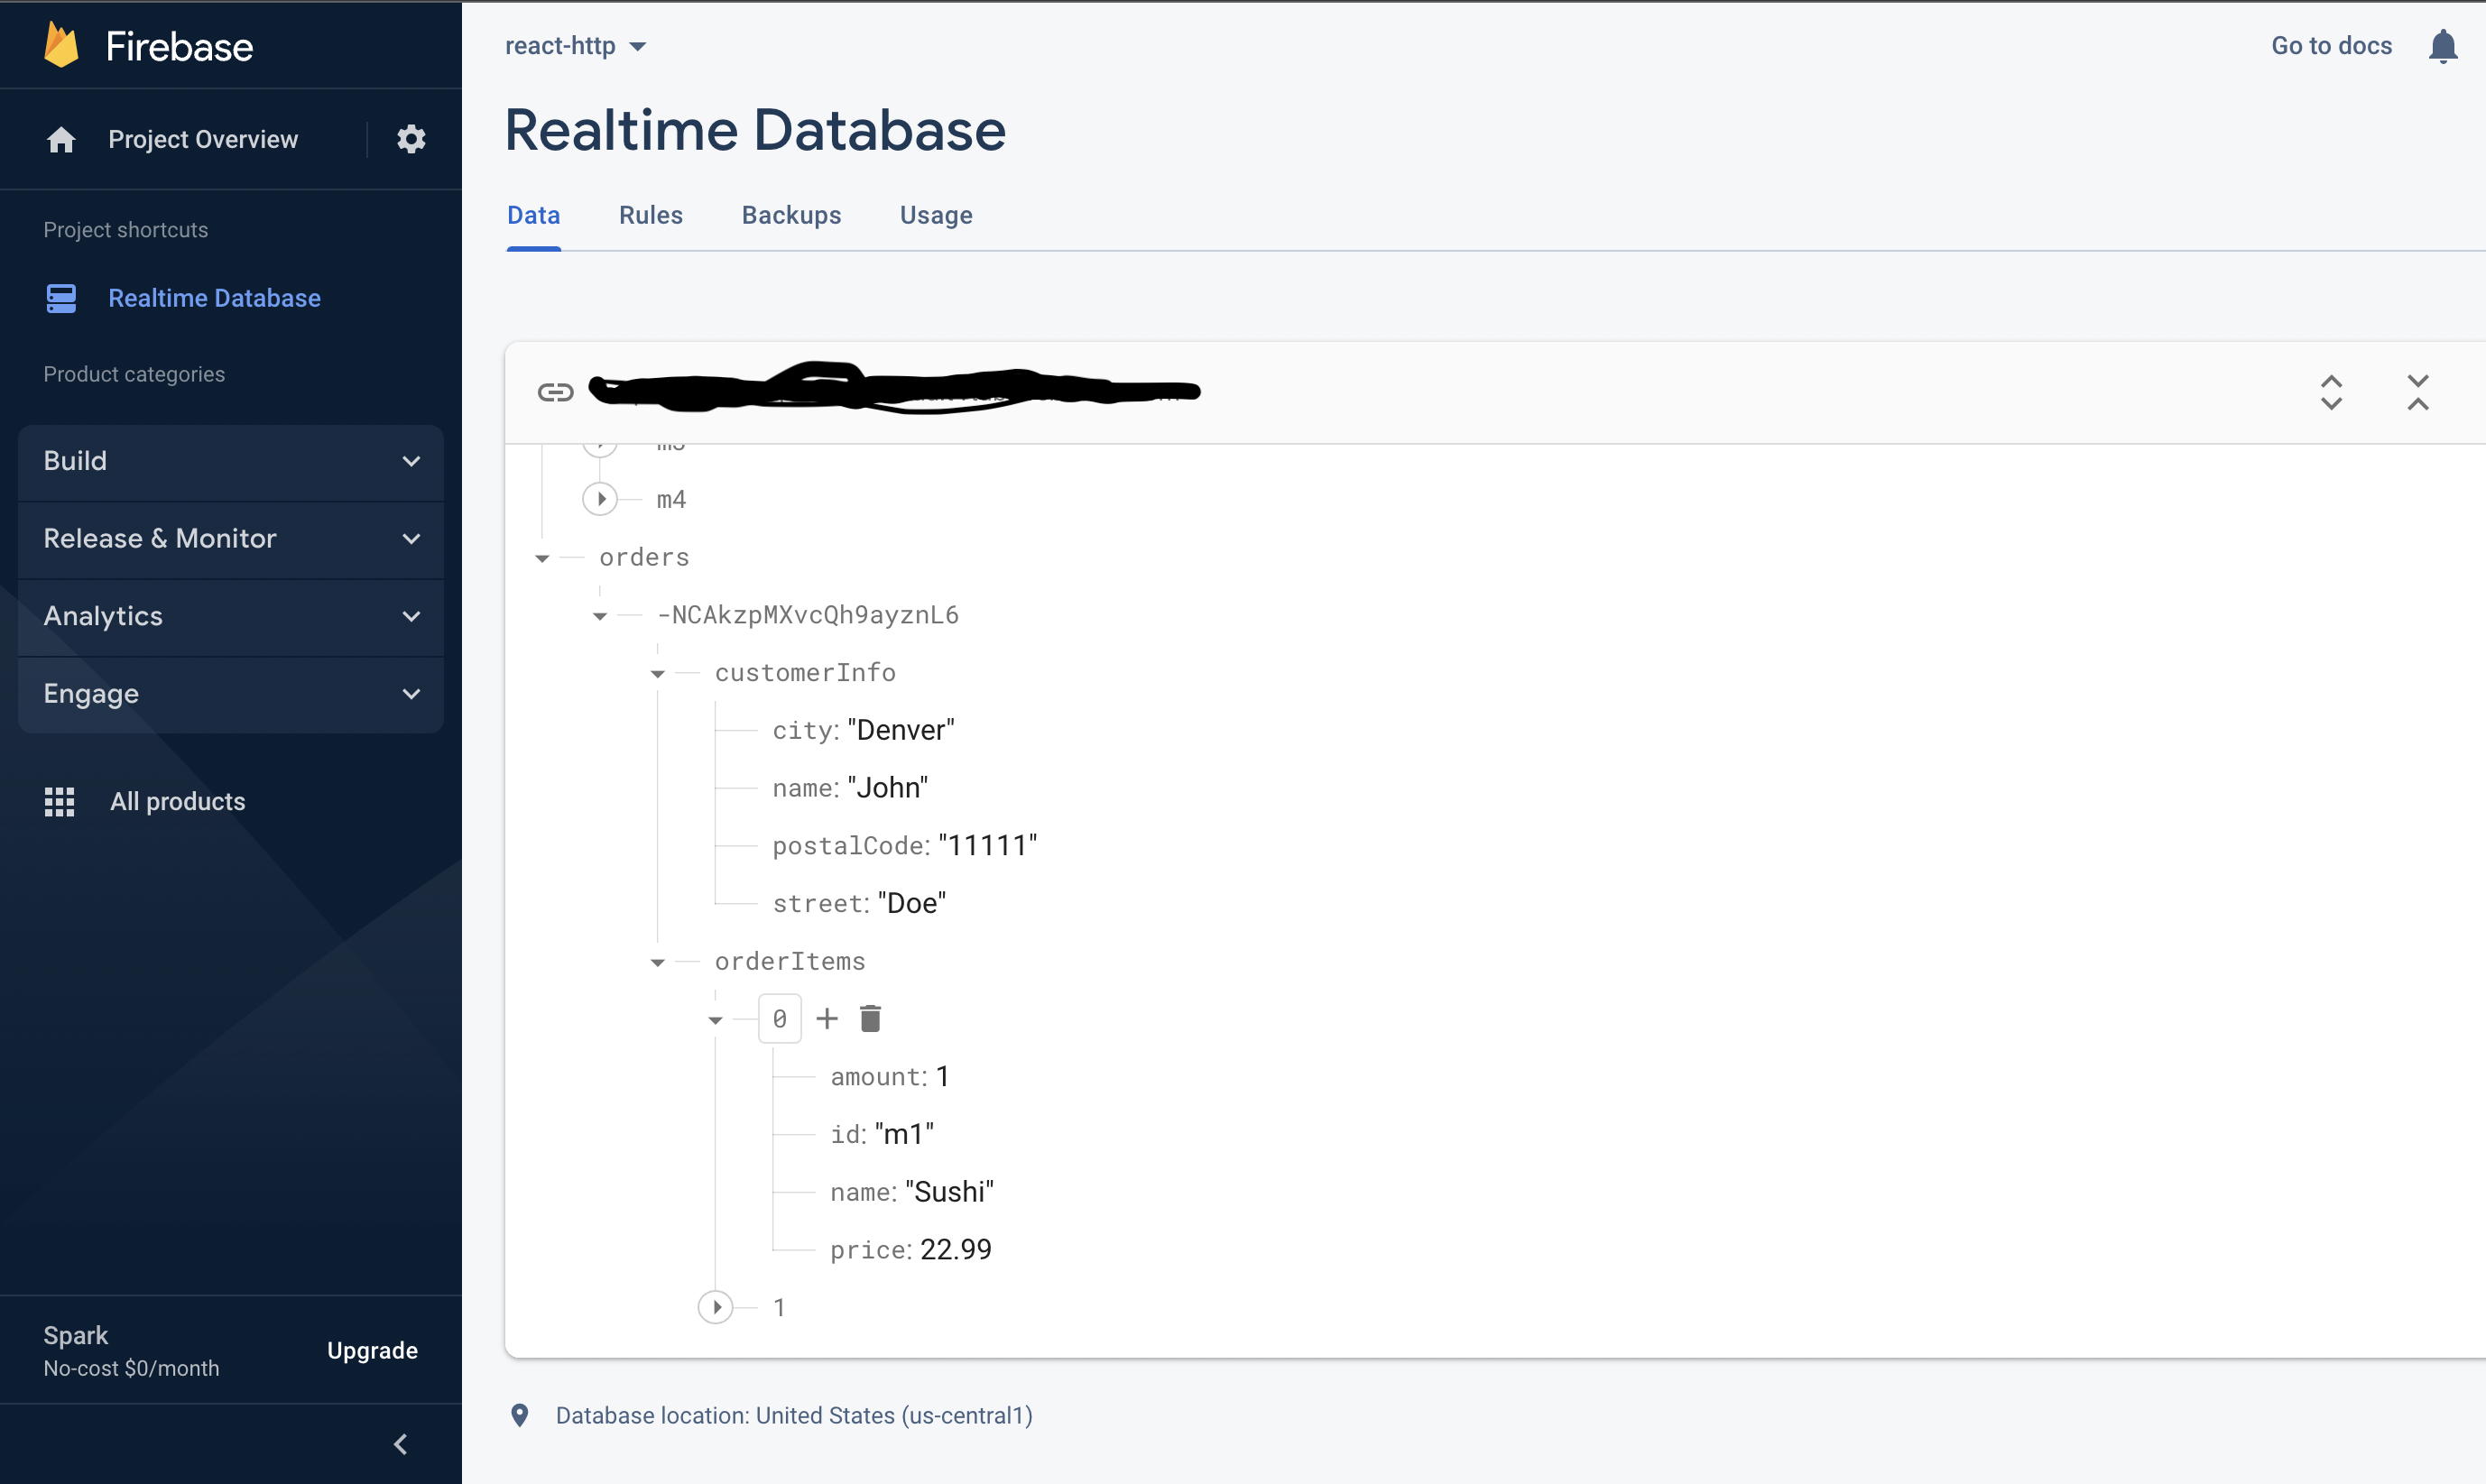 Firebase
react-http
Go to docs
Project Overview
Realtime Database
Data
Rules
Backups
Usage
Project shortcuts
Realtime Database
Product categories
Build
Release & Monitor
Analytics
Engage
All products
m4
orders
-NCAkzpMXvcQh9ayznL6
customerInfo
city: "Denver"
name: "John"
postalCode: "11111"
street: "Doe"
orderItems
0
amount: 1
id: "m1"
name: "Sushi"
price: 22.99
1
Spark
No-cost $0/month
Upgrade
Database location: United States (us-central1)